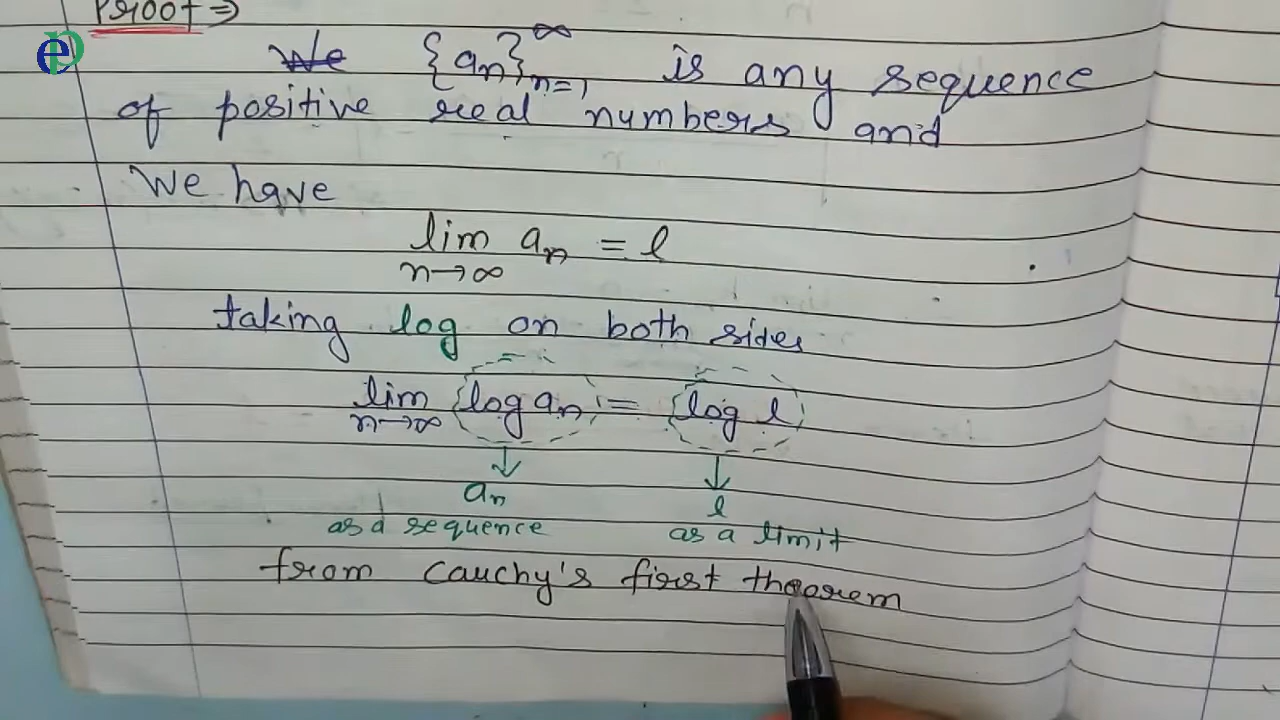 Proof ⇒
We {an}∞n=1 is any sequence
of positive real numbers and
We have
lim an = l
n→∞
taking log on both sides
lim {log an} = {log l}
n→∞
↓ ↓
an l
as a sequence as a limit
from Cauchy's first theorem